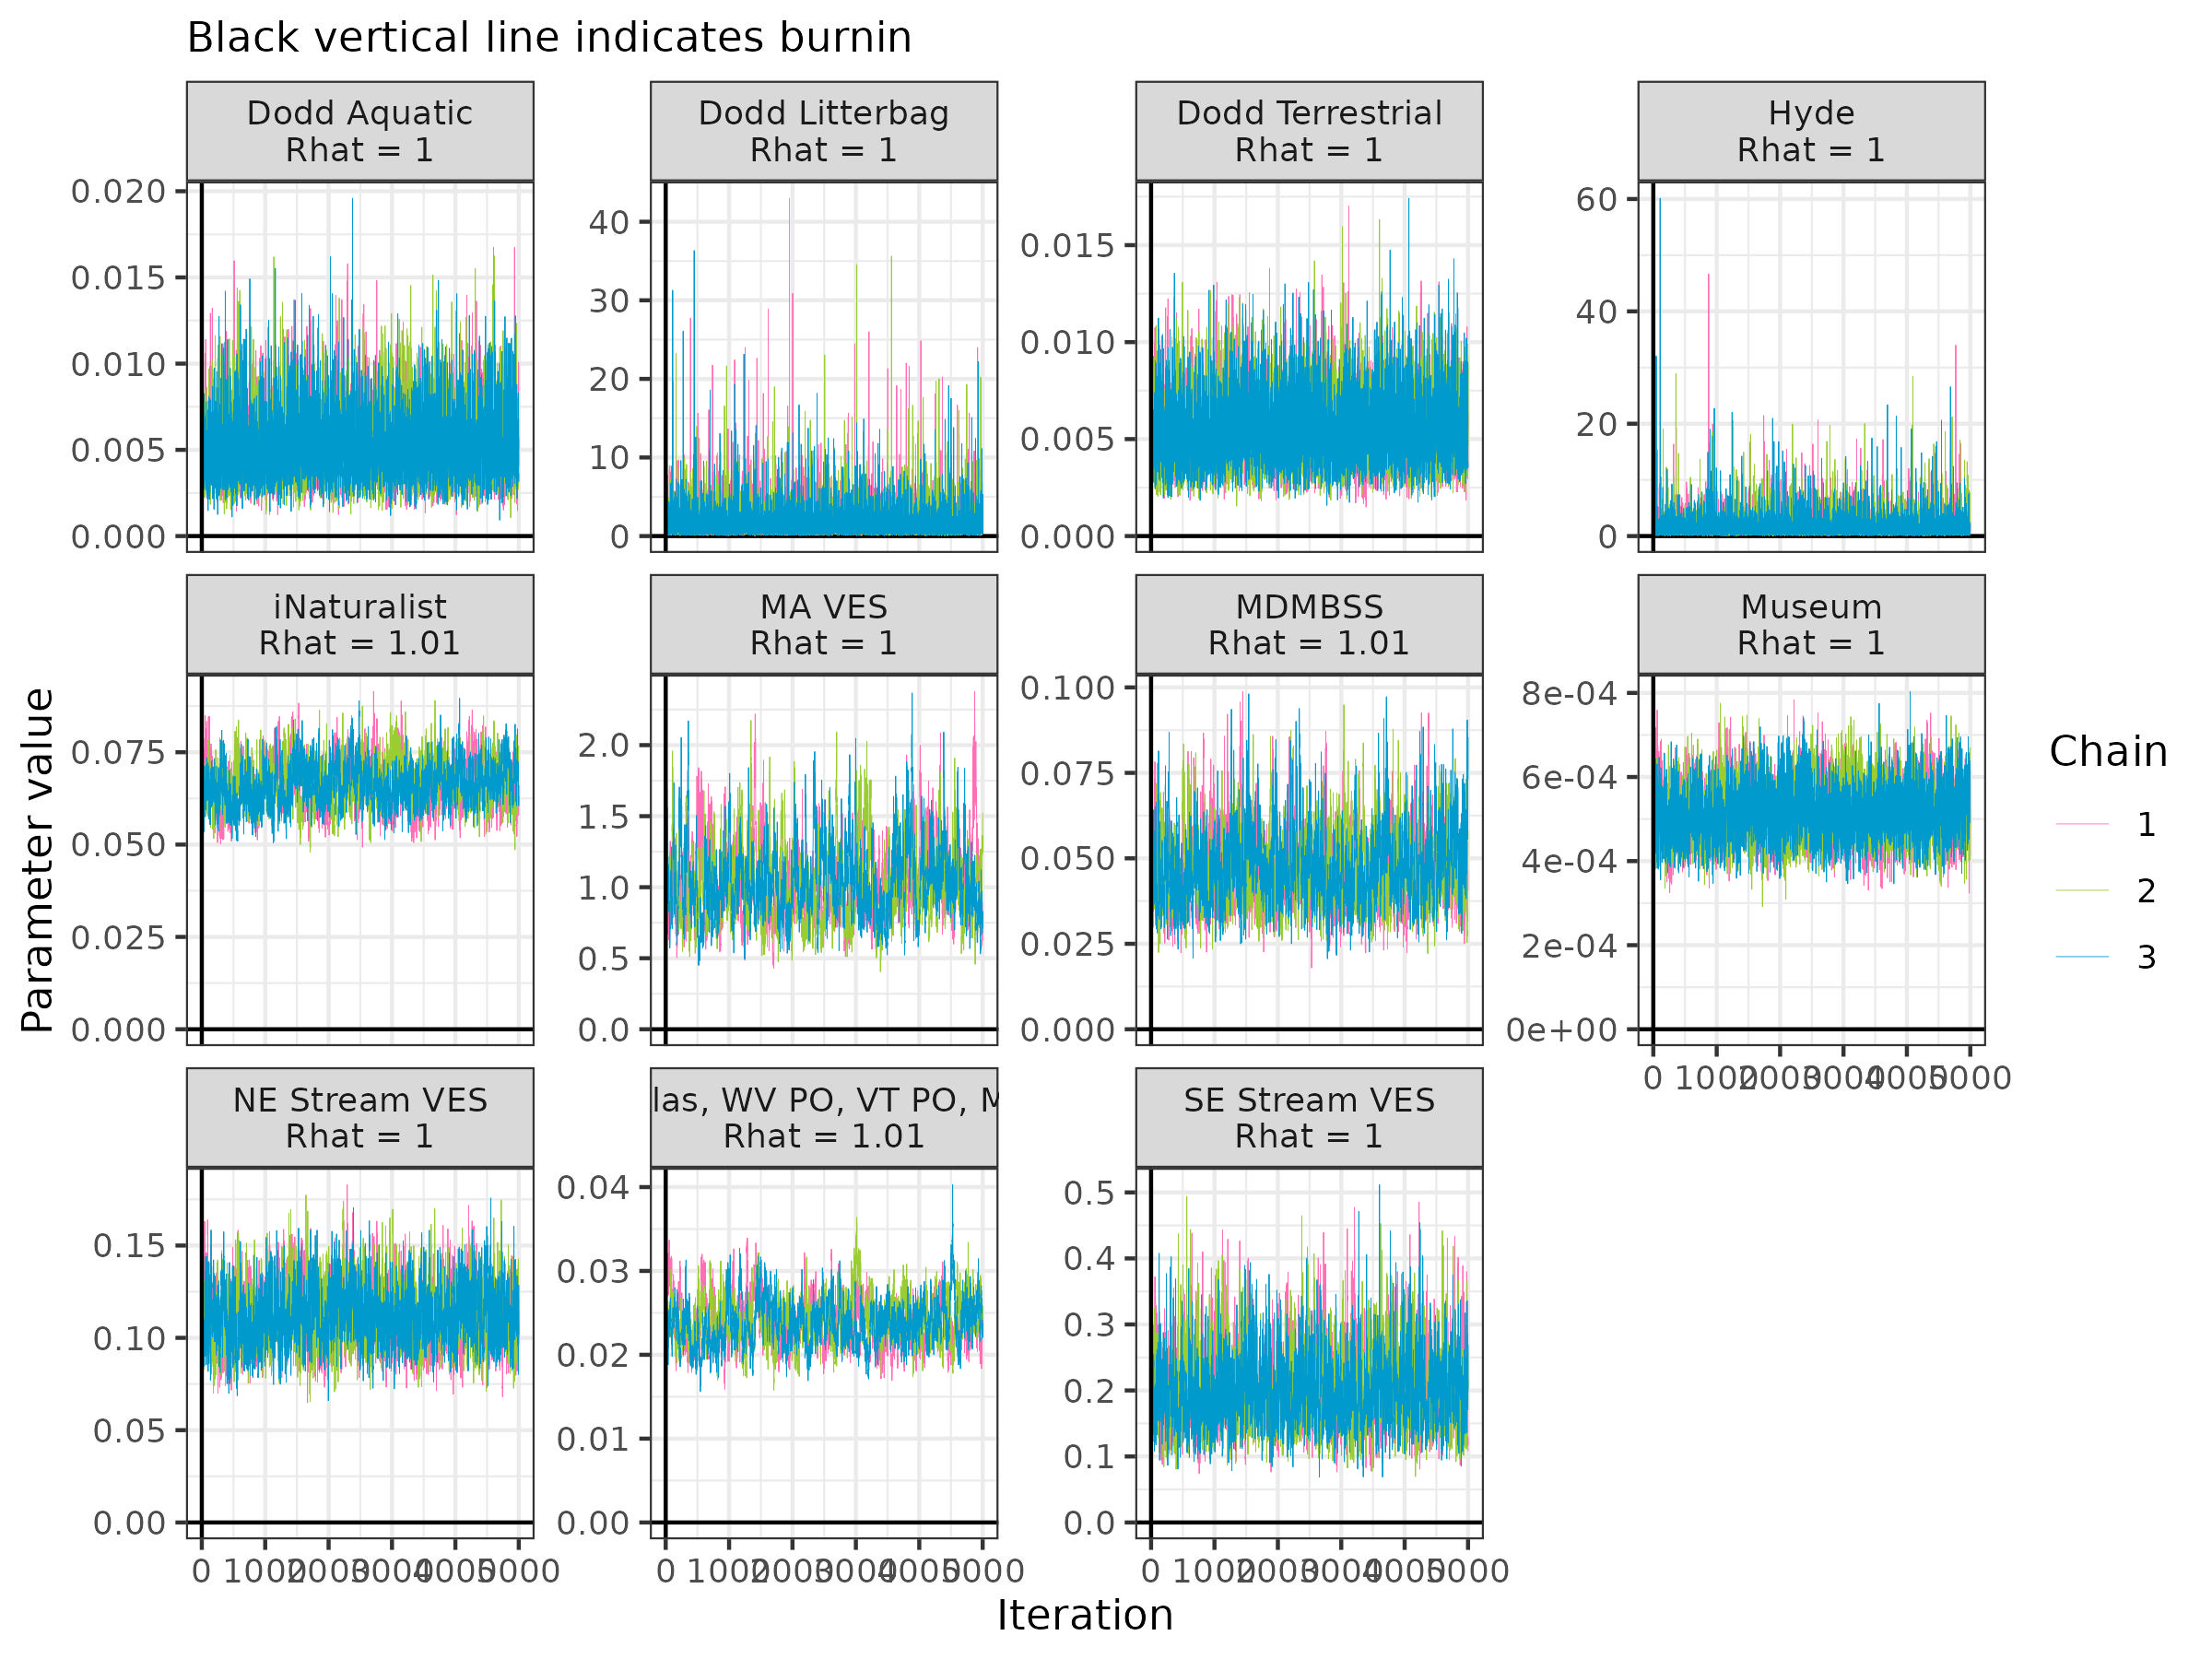 Black vertical line indicates burnin
Dodd Aquatic
Rhat = 1
Dodd Litterbag
Rhat = 1
Dodd Terrestrial
Rhat = 1
Hyde
Rhat = 1
0.020
0.015
0.010
0.005
0.000
40
30
20
10
0
0.015
0.010
0.005
0.000
60
40
20
0
iNaturalist
Rhat = 1.01
MA VES
Rhat = 1
MDMBSS
Rhat = 1.01
Museum
Rhat = 1
0.075
0.050
0.025
0.000
2.0
1.5
1.0
0.5
0.0
0.100
0.075
0.050
0.025
0.000
8e-04
6e-04
4e-04
2e-04
0e+00
0 1000 2000 3000 4000 5000
NE Stream VES
Rhat = 1
las, WV PO, VT PO, M
Rhat = 1.01
SE Stream VES
Rhat = 1
0.15
0.10
0.05
0.00
0.04
0.03
0.02
0.01
0.00
0.5
0.4
0.3
0.2
0.1
0.0
0 1000 2000 3000 4000 5000
0 1000 2000 3000 4000 5000
0 1000 2000 3000 4000 5000
Parameter value
Iteration
Chain
1
2
3